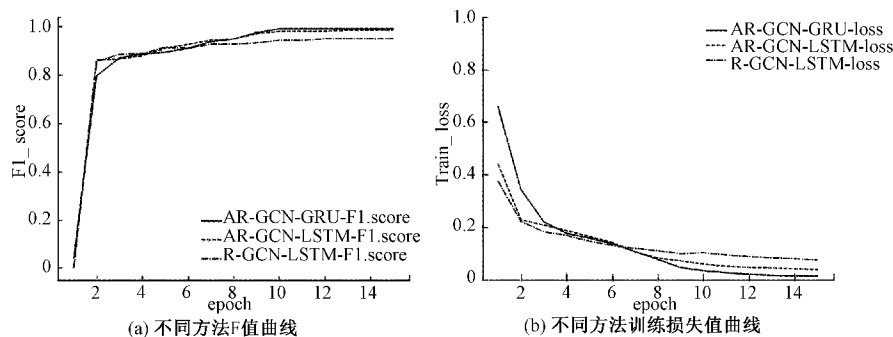 1.0
0.8
0.6
0.4
0.2
0
F1_ score
AR-GCN-GRU-F1.score
AR-GCN-LSTM-F1.score
R-GCN-LSTM-F1.score
2 4 6 8 10 12 14
epoch
(a) 不同方法F值曲线
1.0
0.8
0.6
0.4
0.2
0
Train_ loss
AR-GCN-GRU-loss
AR-GCN-LSTM-loss
R-GCN-LSTM-loss
2 4 6 8 10 12 14
epoch
(b) 不同方法训练损失值曲线